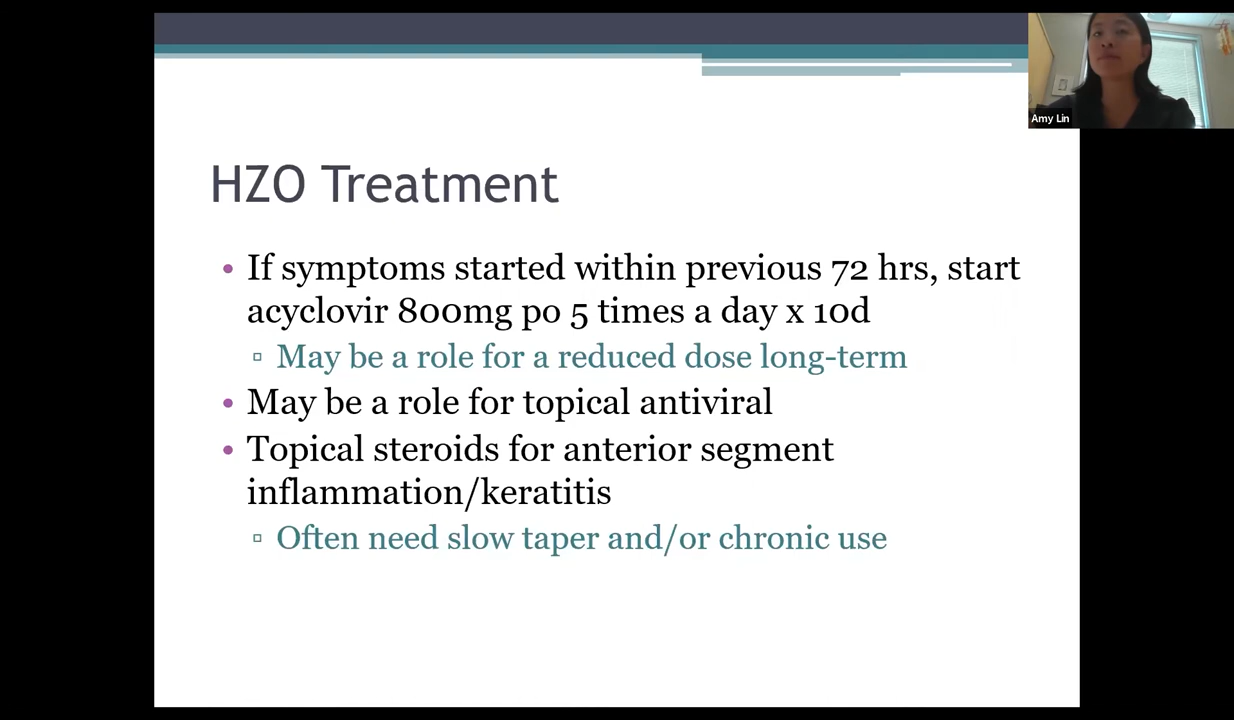 Amy Lin
HZO Treatment
• If symptoms started within previous 72 hrs, start
acyclovir 800mg po 5 times a day x 10d
▫ May be a role for a reduced dose long-term
• May be a role for topical antiviral
• Topical steroids for anterior segment
inflammation/keratitis
▫ Often need slow taper and/or chronic use